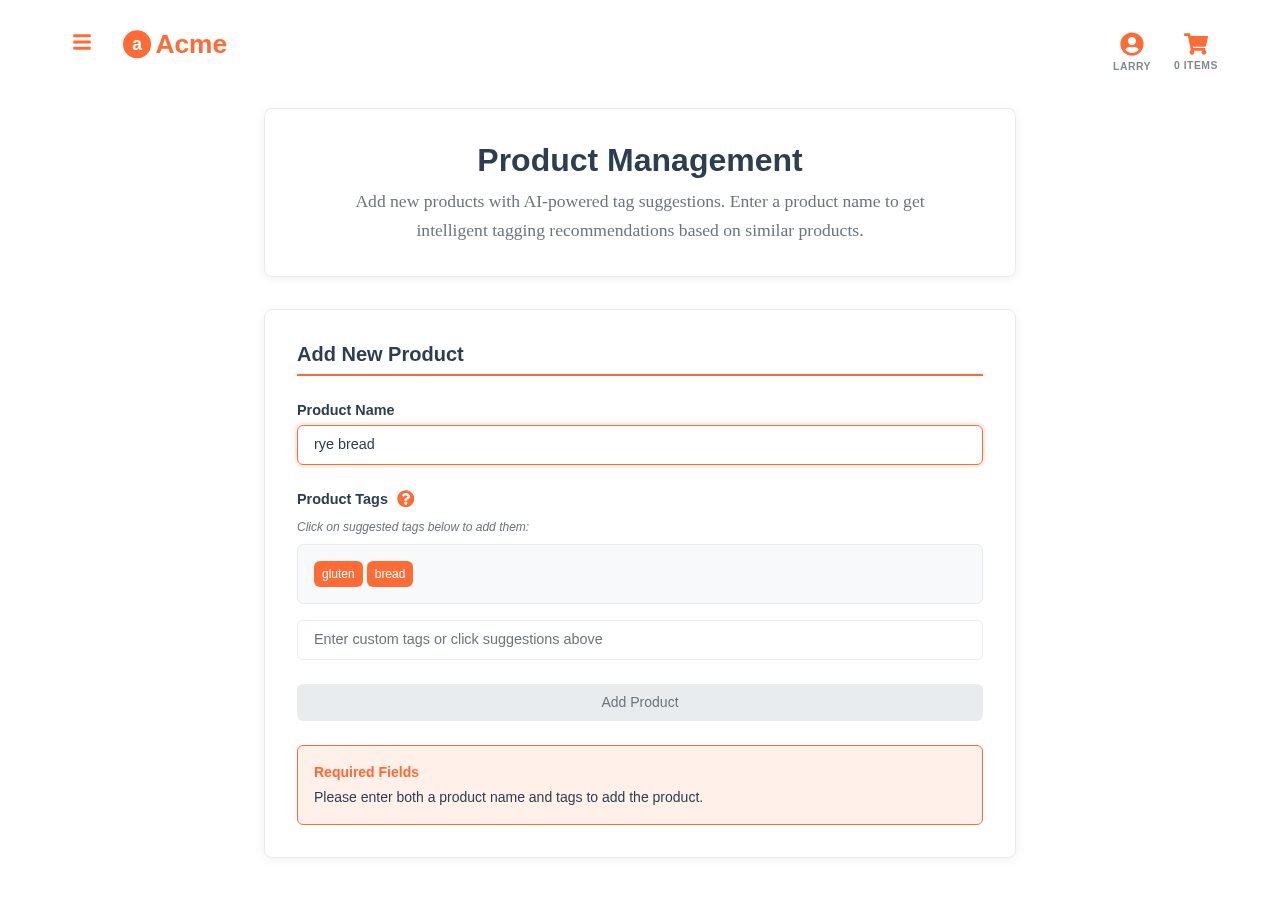 a Acme
LARRY
0 ITEMS
Product Management
Add new products with AI-powered tag suggestions. Enter a product name to get
intelligent tagging recommendations based on similar products.
Add New Product
Product Name
rye bread
Product Tags ?
Click on suggested tags below to add them:
gluten bread
Enter custom tags or click suggestions above
Add Product
Required Fields
Please enter both a product name and tags to add the product.